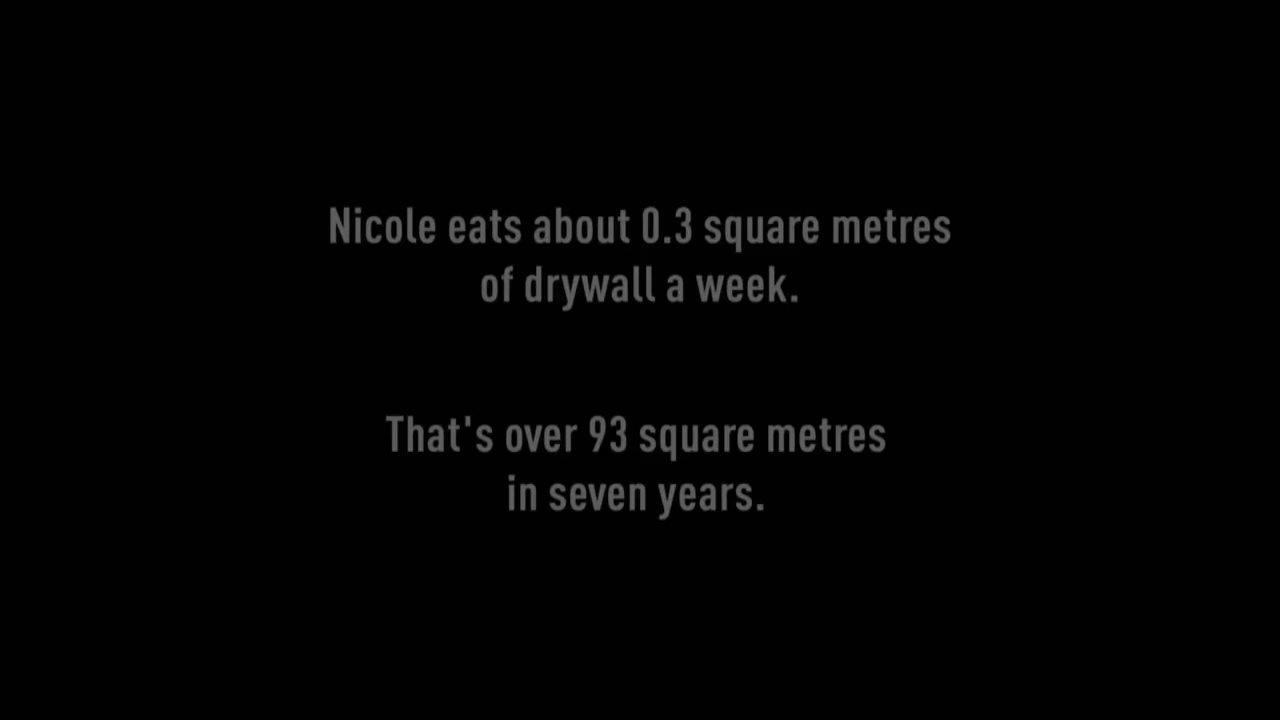 Nicole eats about 0.3 square metres
of drywall a week.
That's over 93 square metres
in seven years.